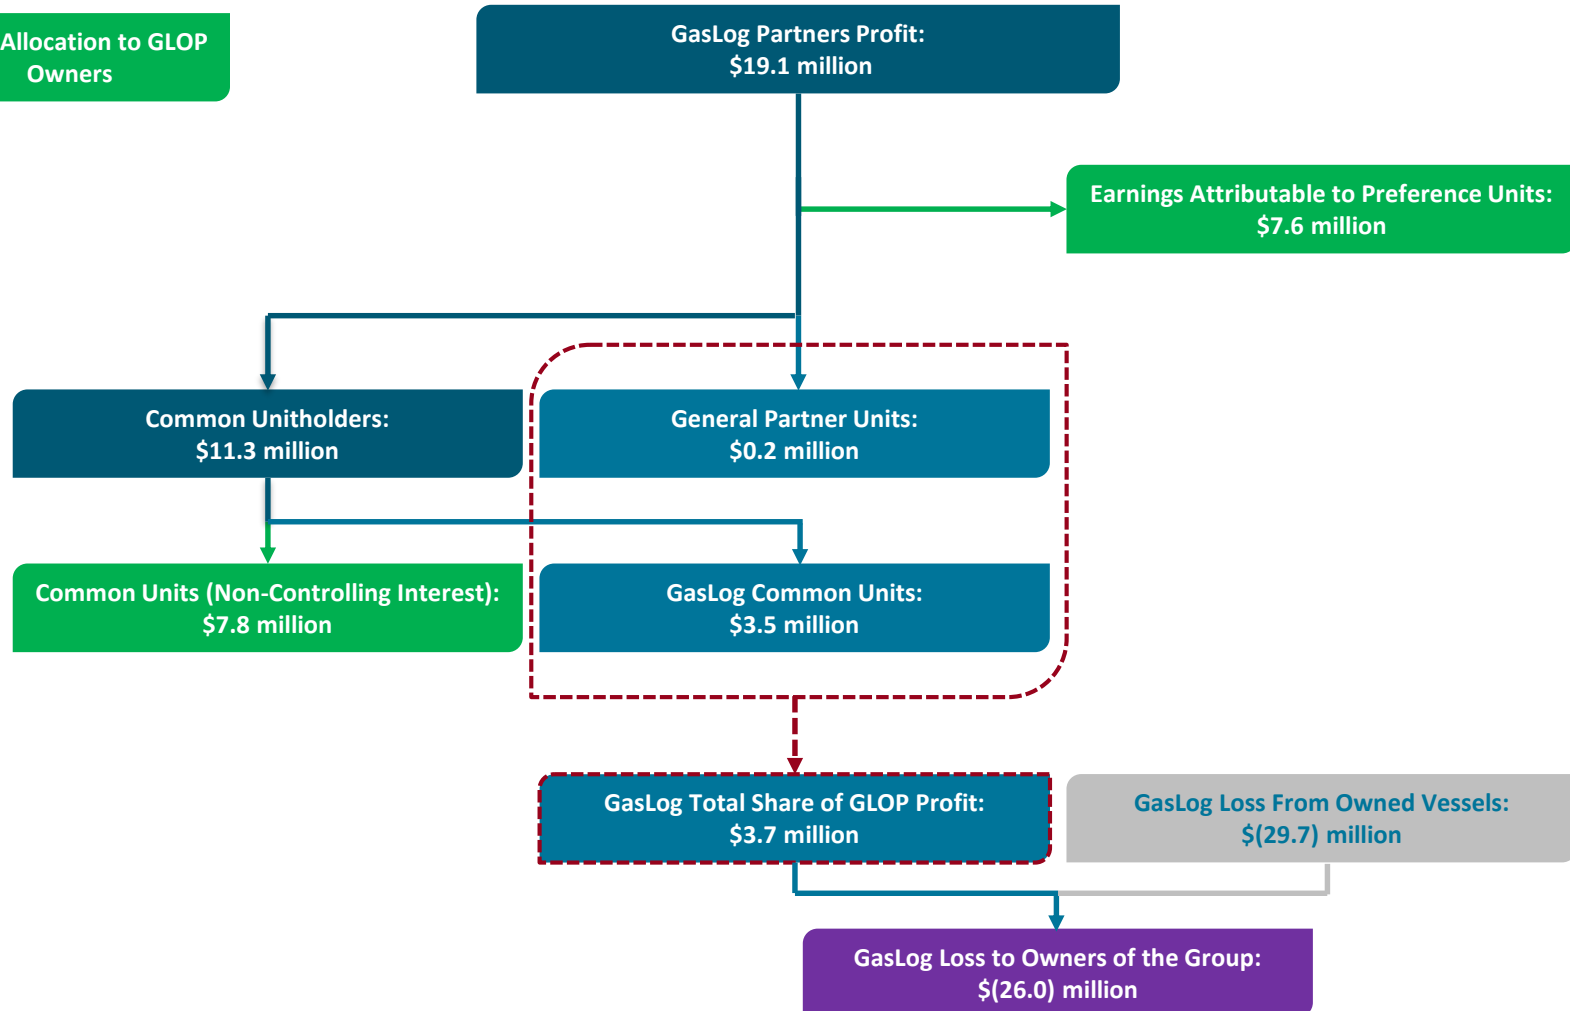 Allocation to GLOP
Owners
GasLog Partners Profit:
$19.1 million
Earnings Attributable to Preference Units:
$7.6 million
Common Unitholders:
$11.3 million
General Partner Units:
$0.2 million
Common Units (Non-Controlling Interest):
$7.8 million
GasLog Common Units:
$3.5 million
GasLog Total Share of GLOP Profit:
$3.7 million
GasLog Loss From Owned Vessels:
$(29.7) million
GasLog Loss to Owners of the Group:
$(26.0) million